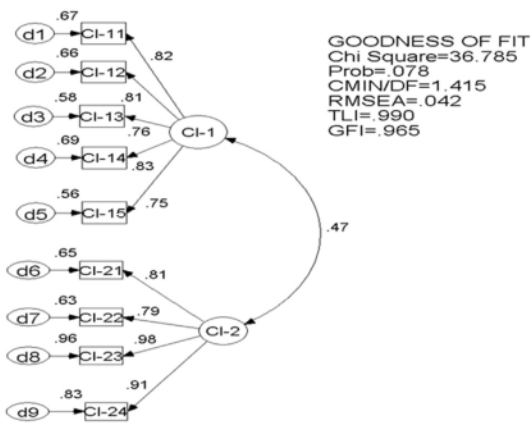 GOODNESS OF FIT
Chi Square=36.785
Prob=.078
CMIN/DF=1.415
RMSEA=.042
TLI=.990
GFI=.965
.67
d1 CI-11
.82
.66
d2 CI-12
.81
.58
d3 CI-13
.76
CI-1
.69
d4 CI-14
.83
.56
d5 CI-15
.75
.47
.65
d6 CI-21
.81
.63
d7 CI-22
.79
CI-2
.96
d8 CI-23
.98
.91
.83
d9 CI-24